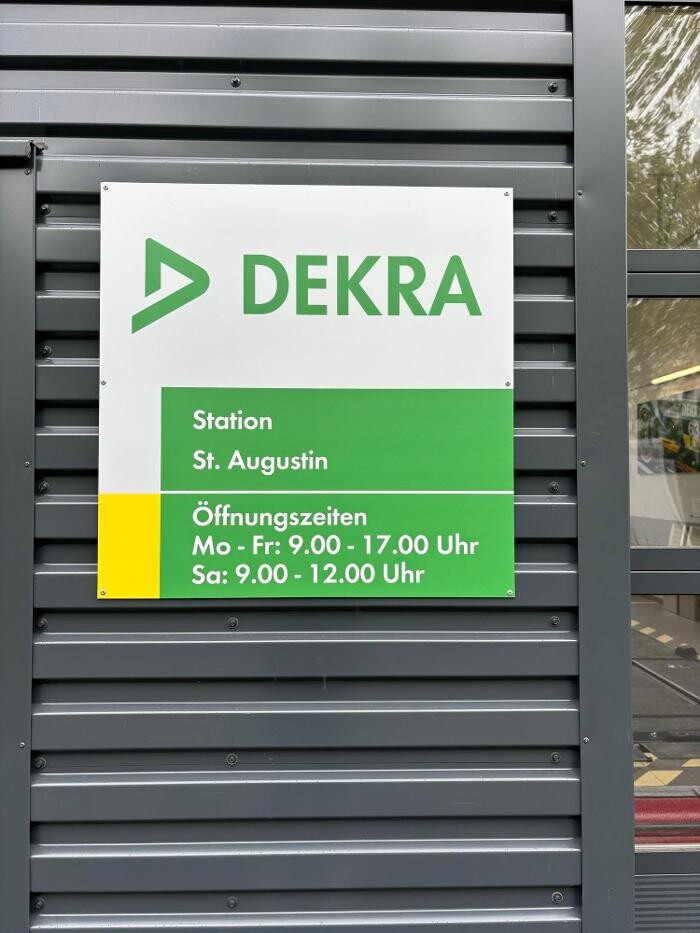 DEKRA
Station
St. Augustin
Öffnungszeiten
Mo - Fr: 9.00 - 17.00 Uhr
Sa: 9.00 - 12.00 Uhr